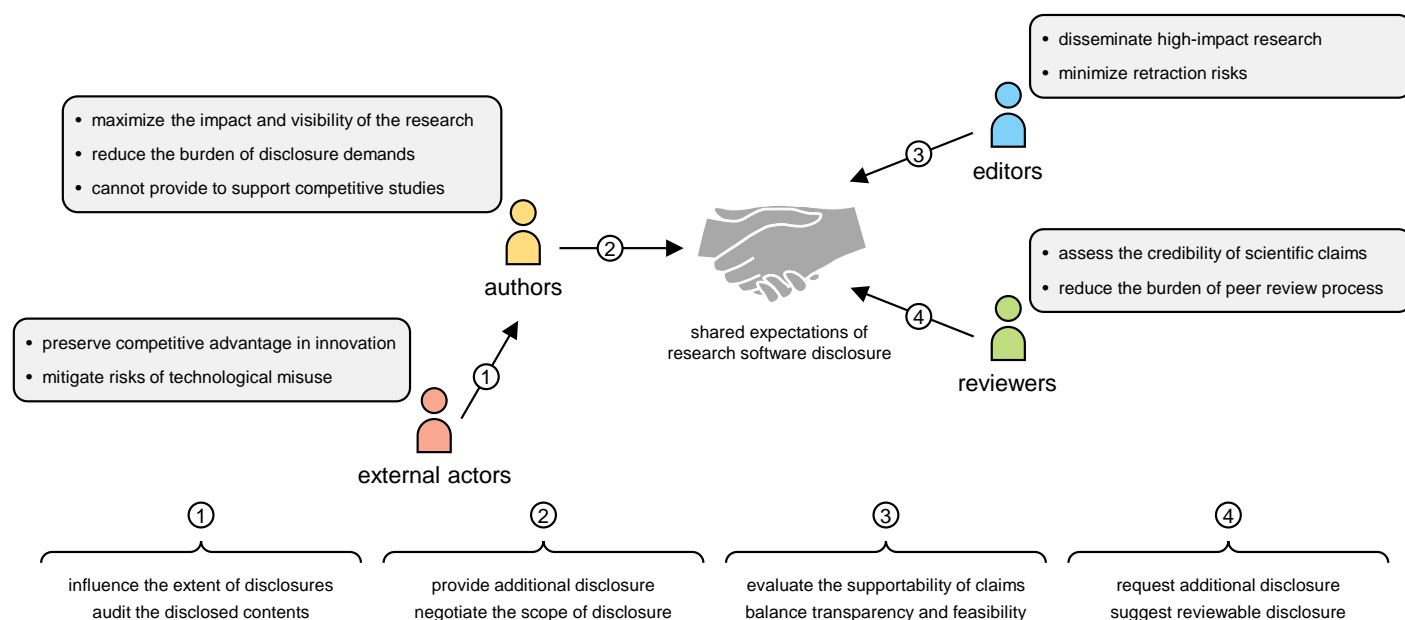 • disseminate high-impact research
• minimize retraction risks
• maximize the impact and visibility of the research
• reduce the burden of disclosure demands
• cannot provide to support competitive studies
3
editors
2
authors
• assess the credibility of scientific claims
• reduce the burden of peer review process
4
reviewers
shared expectations of
research software disclosure
• preserve competitive advantage in innovation
• mitigate risks of technological misuse
1
external actors
1
influence the extent of disclosures
audit the disclosed contents
2
provide additional disclosure
negotiate the scope of disclosure
3
evaluate the supportability of claims
balance transparency and feasibility
4
request additional disclosure
suggest reviewable disclosure